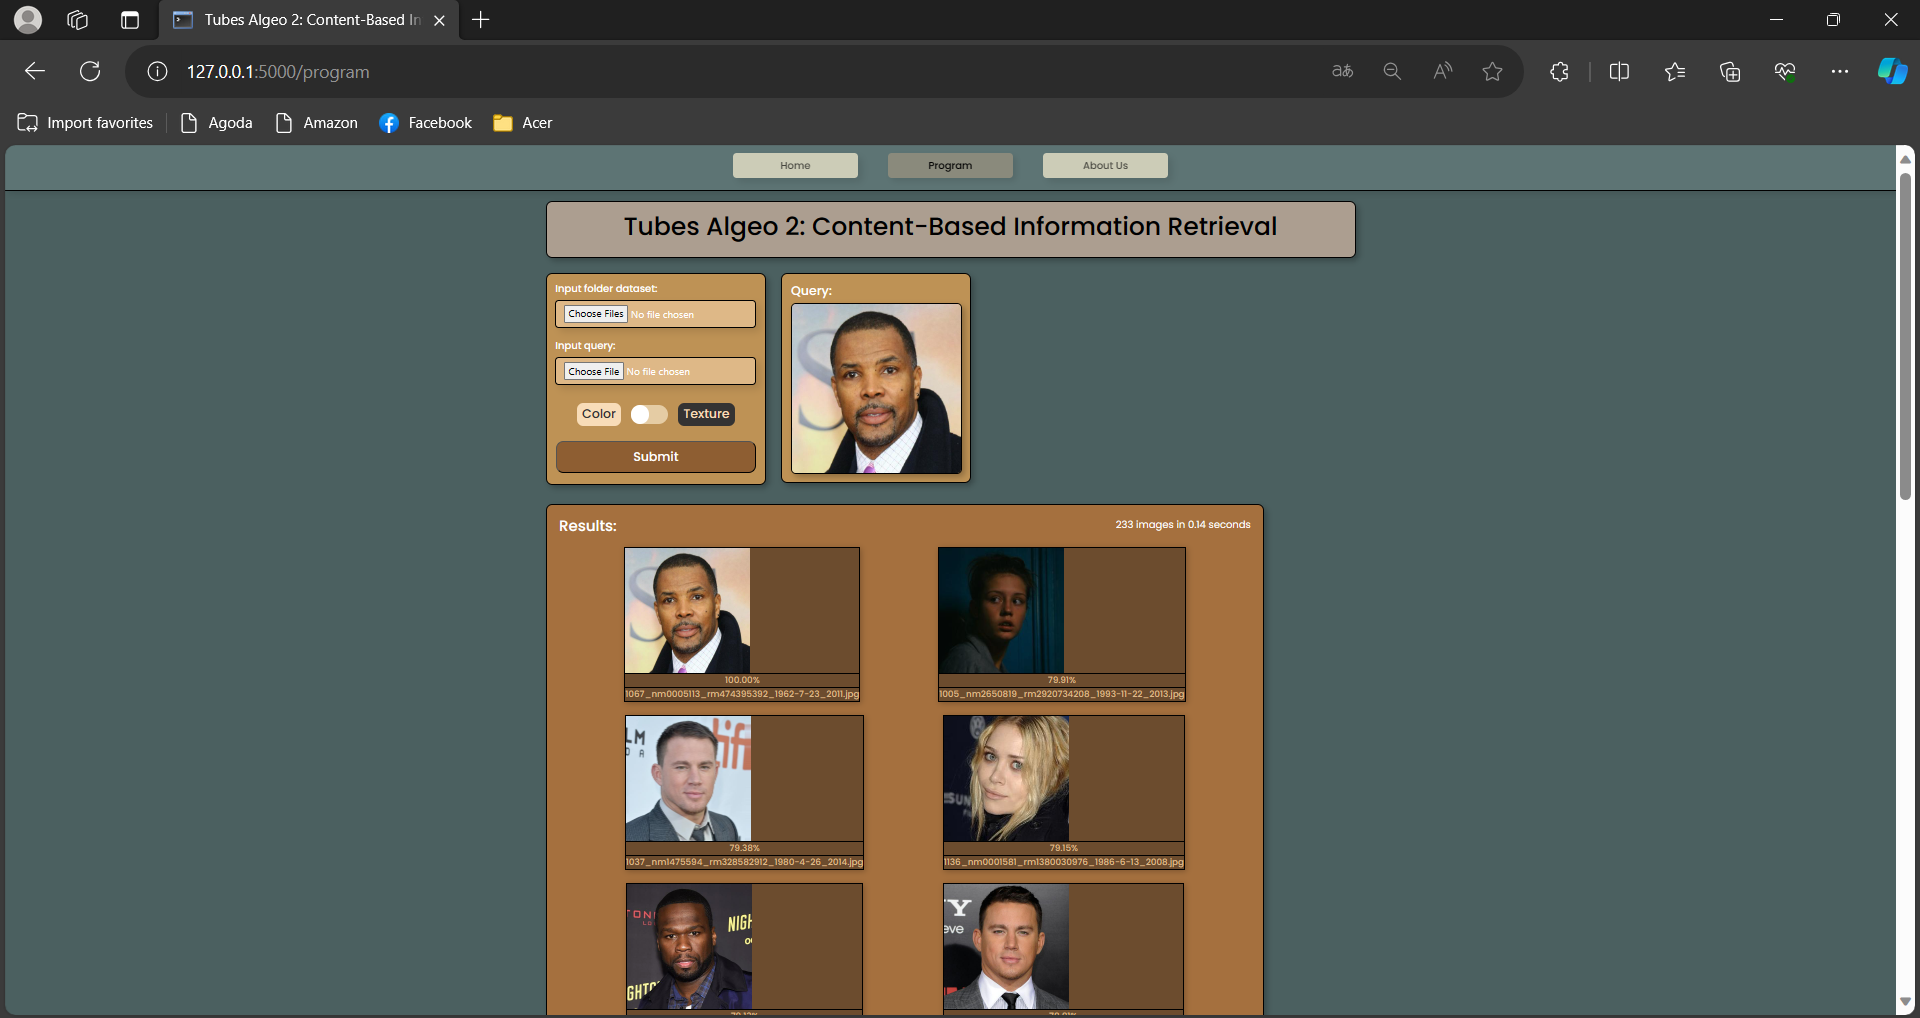 Tubes Algeo 2: Content-Based In
127.0.0.1:5000/program
Import favorites
Agoda
Amazon
Facebook
Acer
Home
Program
About Us
Tubes Algeo 2: Content-Based Information Retrieval
Input folder dataset:
Choose Files No file chosen
Input query:
Choose File No file chosen
Color
Texture
Submit
Query:
Results:
233 images in 0.14 seconds
100.00%
1067_nm0005113_rm474395392_1962-7-23_2011.jpg
79.91%
1005_nm2650819_rm2920734208_1993-11-22_2013.jpg
79.38%
1037_nm1475594_rm328582912_1980-4-26_2014.jpg
79.15%
1136_nm0001581_rm1380030976_1986-6-13_2008.jpg